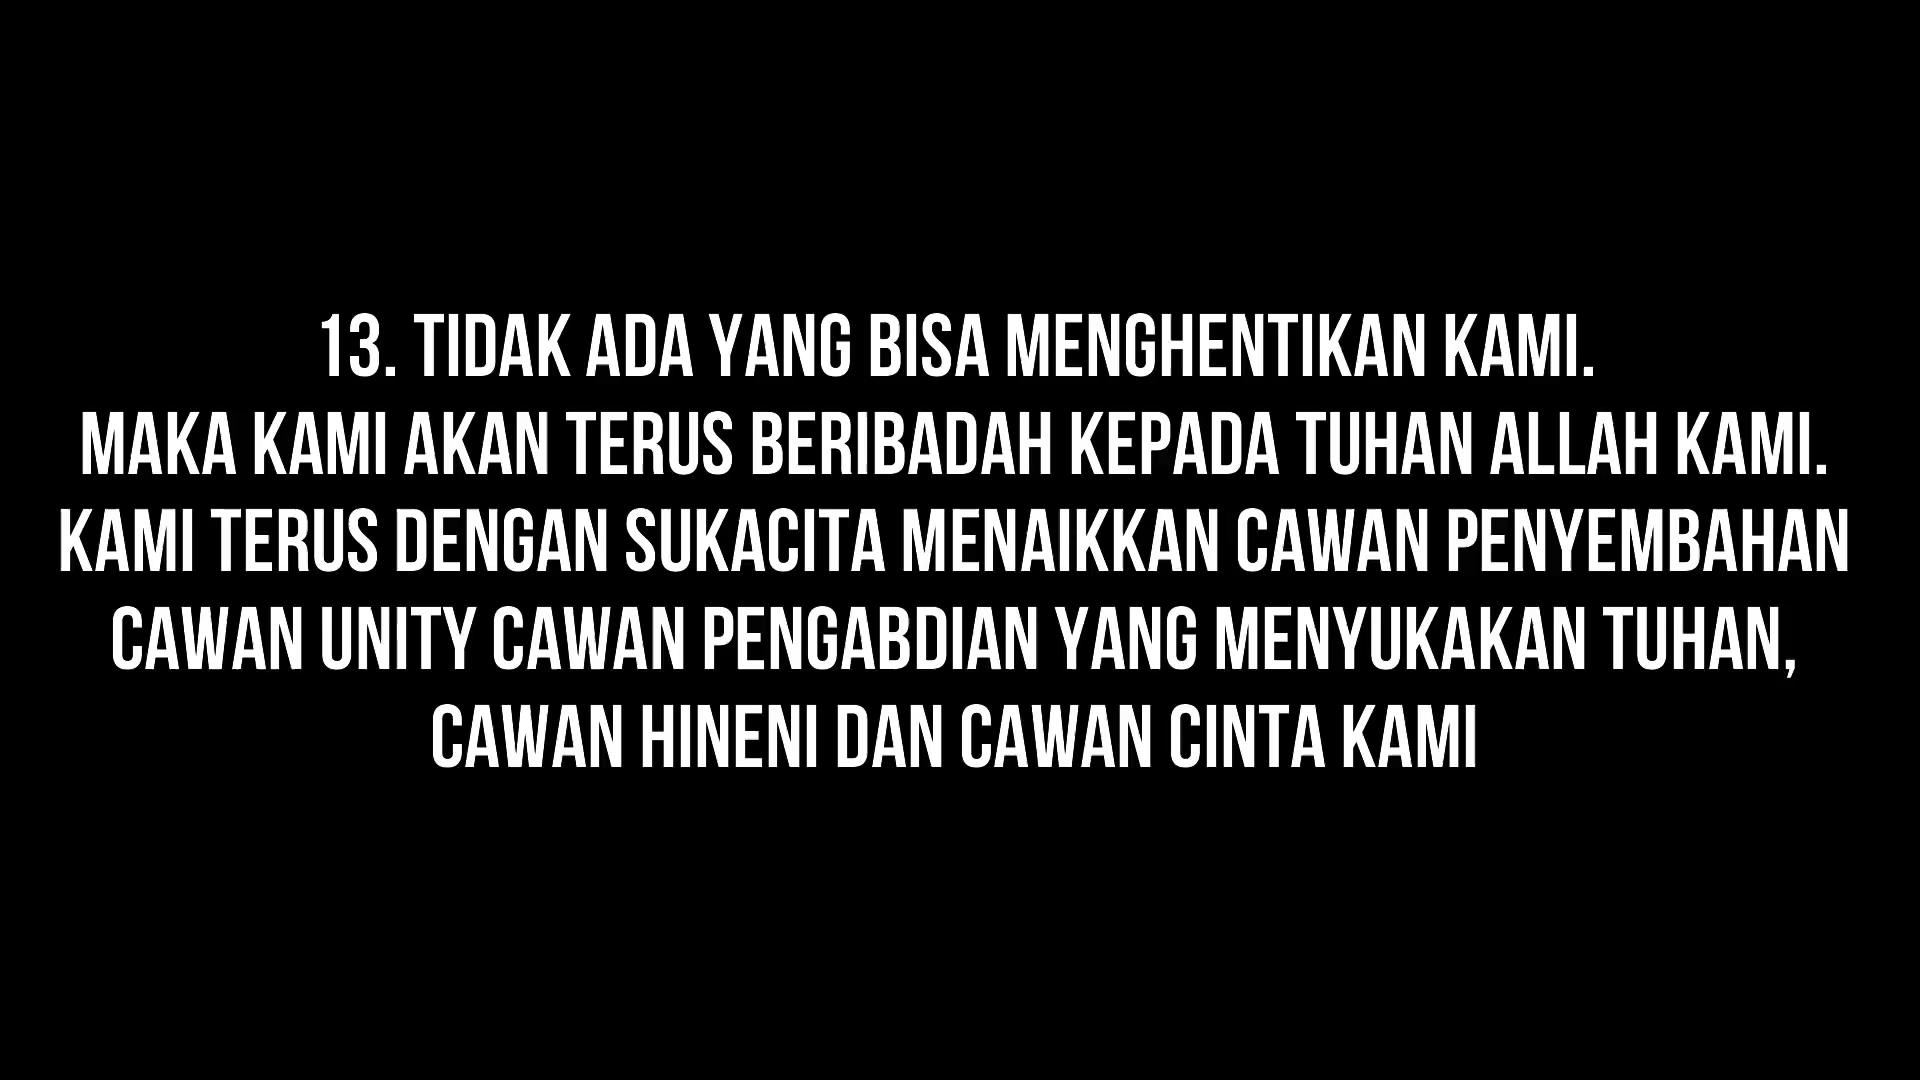 13. TIDAK ADA YANG BISA MENGHENTIKAN KAMI.
MAKA KAMI AKAN TERUS BERIBADAH KEPADA TUHAN ALLAH KAMI.
KAMI TERUS DENGAN SUKACITA MENAIKKAN CAWAN PENYEMBAHAN
CAWAN UNITY CAWAN PENGABDIAN YANG MENYUKAKAN TUHAN,
CAWAN HINENI DAN CAWAN CINTA KAMI